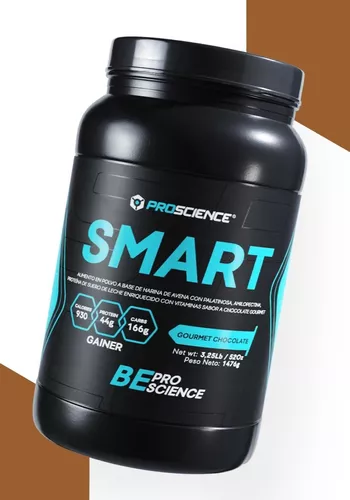 PROSCIENCE®
SMART
ALIMENTO EN POLVO A BASE DE HARINA DE AVENA CON PALATINOSA, AMILOPECTINA,
PROTEINA DE SUERO DE LECHE ENRIQUECIDO CON VITAMINAS SABOR A CHOCOLATE GOURMET
CALORIES
930
PROTEIN
44g
CARBS
166g
GAINER
GOURMET CHOCOLATE
Net wt: 3,25Lb / 52Oz
Peso Neto: 1476g
BE PRO
SCIENCE